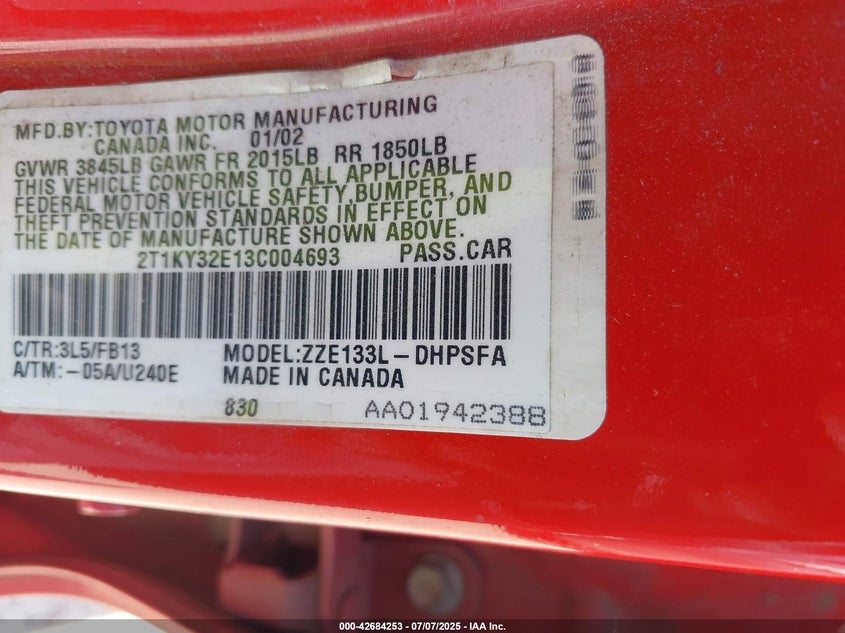 MFD.BY:TOYOTA MOTOR MANUFACTURING
CANADA INC. 01/02
GVWR 3845LB GAWR FR 2015LB RR 1850LB
THIS VEHICLE CONFORMS TO ALL APPLICABLE
FEDERAL MOTOR VEHICLE SAFETY,BUMPER, AND
THEFT PREVENTION STANDARDS IN EFFECT ON
THE DATE OF MANUFACTURE SHOWN ABOVE.
2T1KY32E13C004693 PASS.CAR
C/TR:3L5/FB13 MODEL:ZZE133L-DHPSFA
A/TM:-05A/U240E MADE IN CANADA
830 AA01942388
000-42684253 | 07/07/2025 - IAA Inc.